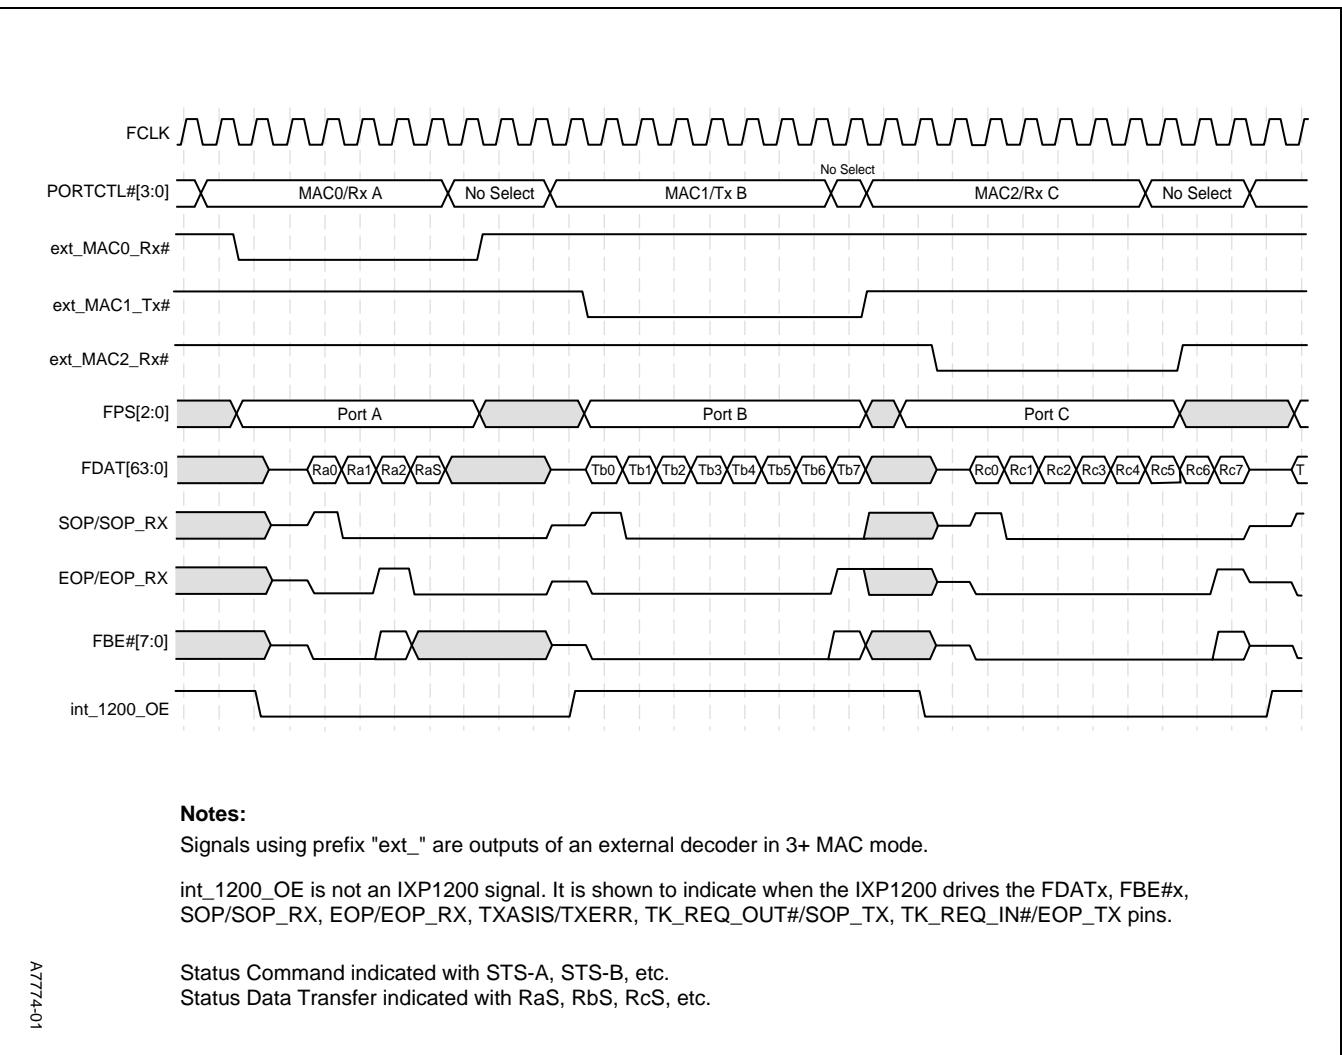 FCLK
No Select
PORTCTL#[3:0] MAC0/Rx A No Select MAC1/Tx B MAC2/Rx C No Select
ext_MAC0_Rx#
ext_MAC1_Tx#
ext_MAC2_Rx#
FPS[2:0] Port A Port B Port C
FDAT[63:0] Ra0 Ra1 Ra2 RaS Tb0 Tb1 Tb2 Tb3 Tb4 Tb5 Tb6 Tb7 Rc0 Rc1 Rc2 Rc3 Rc4 Rc5 Rc6 Rc7 T
SOP/SOP_RX
EOP/EOP_RX
FBE#[7:0]
int_1200_OE
Notes:
Signals using prefix "ext_" are outputs of an external decoder in 3+ MAC mode.
int_1200_OE is not an IXP1200 signal. It is shown to indicate when the IXP1200 drives the FDATx, FBE#x,
SOP/SOP_RX, EOP/EOP_RX, TXASIS/TXERR, TK_REQ_OUT#/SOP_TX, TK_REQ_IN#/EOP_TX pins.
Status Command indicated with STS-A, STS-B, etc.
Status Data Transfer indicated with RaS, RbS, RcS, etc.
A7774-01